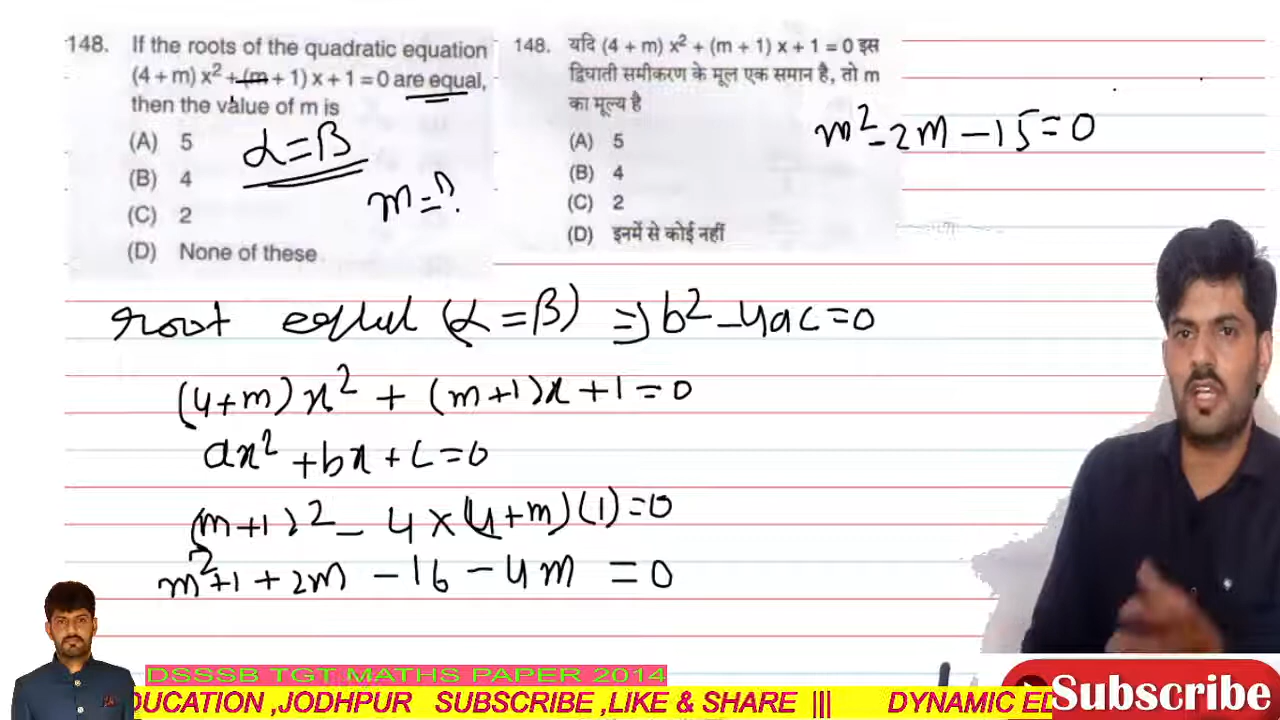 148. If the roots of the quadratic equation
(4 + m) x² + (m + 1) x + 1 = 0 are equal,
then the value of m is
(A) 5
(B) 4
(C) 2
(D) None of these
α = β
m = ?
148. यदि (4 + m) x² + (m + 1) x + 1 = 0 इस
द्विघाती समीकरण के मूल एक समान है, तो m
का मूल्य है
(A) 5
(B) 4
(C) 2
(D) इनमें से कोई नहीं
m² - 2m - 15 = 0
root equal (α = β) ⇒ b² - 4ac = 0
(4+m)x² + (m+1)x + 1 = 0
ax² + bx + c = 0
(m+1)² - 4×(4+m)(1) = 0
m² + 1 + 2m - 16 - 4m = 0
DSSSB TGT MATHS PAPER 2014
DUCATION ,JODHPUR SUBSCRIBE ,LIKE & SHARE ||| DYNAMIC ED
Subscribe